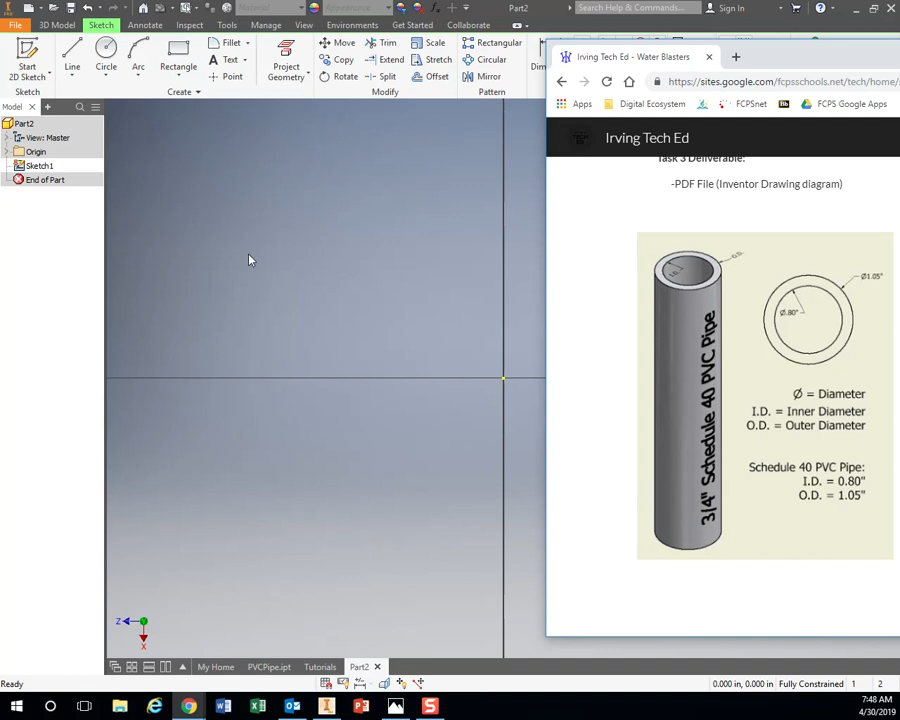 Material
Appearance
Part2
Search Help & Commands...
Sign In
File
3D Model
Sketch
Annotate
Inspect
Tools
Manage
View
Environments
Get Started
Collaborate
Start
2D Sketch
Line
Circle
Arc
Rectangle
Fillet
Text
Point
Project
Geometry
Move
Copy
Rotate
Trim
Extend
Split
Scale
Stretch
Offset
Rectangular
Circular
Mirror
Sketch
Create
Modify
Pattern
Model
Part2
View: Master
Origin
Sketch1
End of Part
Irving Tech Ed - Water Blasters
https://sites.google.com/fcpsschools.net/tech/home/s
Apps
Digital Ecosystem
FCPSnet
FCPS Google Apps
TECH
ED
Irving Tech Ed
Task 3 Deliverable:
-PDF File (Inventor Drawing diagram)
O.D.
I.D.
3/4" Schedule 40 PVC Pipe
Ø1.05"
Ø.80"
Ø = Diameter
I.D. = Inner Diameter
O.D. = Outer Diameter
Schedule 40 PVC Pipe:
I.D. = 0.80"
O.D. = 1.05"
Z
X
My Home
PVCPipe.ipt
Tutorials
Part2
Ready
0.000 in, 0.000 in
Fully Constrained
1
2
7:48 AM
4/30/2019